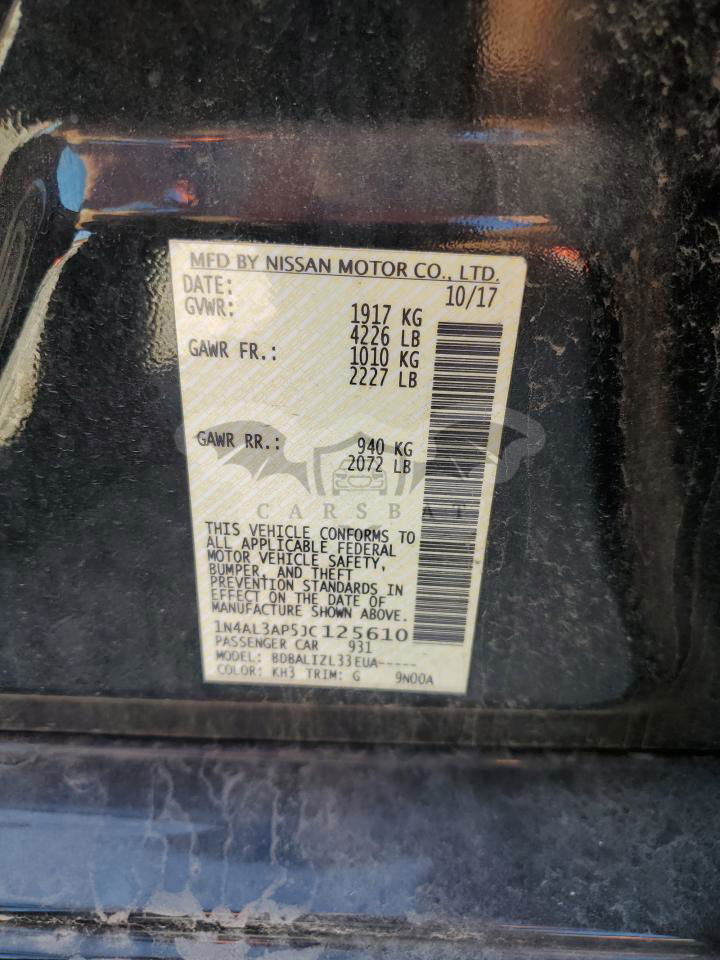 MFD BY NISSAN MOTOR CO., LTD.
DATE: 10/17
GVWR: 1917 KG
4226 LB
GAWR FR.: 1010 KG
2227 LB
GAWR RR.: 940 KG
2072 LB
CARSBAT
THIS VEHICLE CONFORMS TO
ALL APPLICABLE FEDERAL
MOTOR VEHICLE SAFETY,
BUMPER, AND THEFT
PREVENTION STANDARDS IN
EFFECT ON THE DATE OF
MANUFACTURE SHOWN ABOVE.
1N4AL3AP5JC125610
PASSENGER CAR 931
MODEL: BDBALIZL33EUA-----
COLOR: KH3 TRIM: G 9N00A